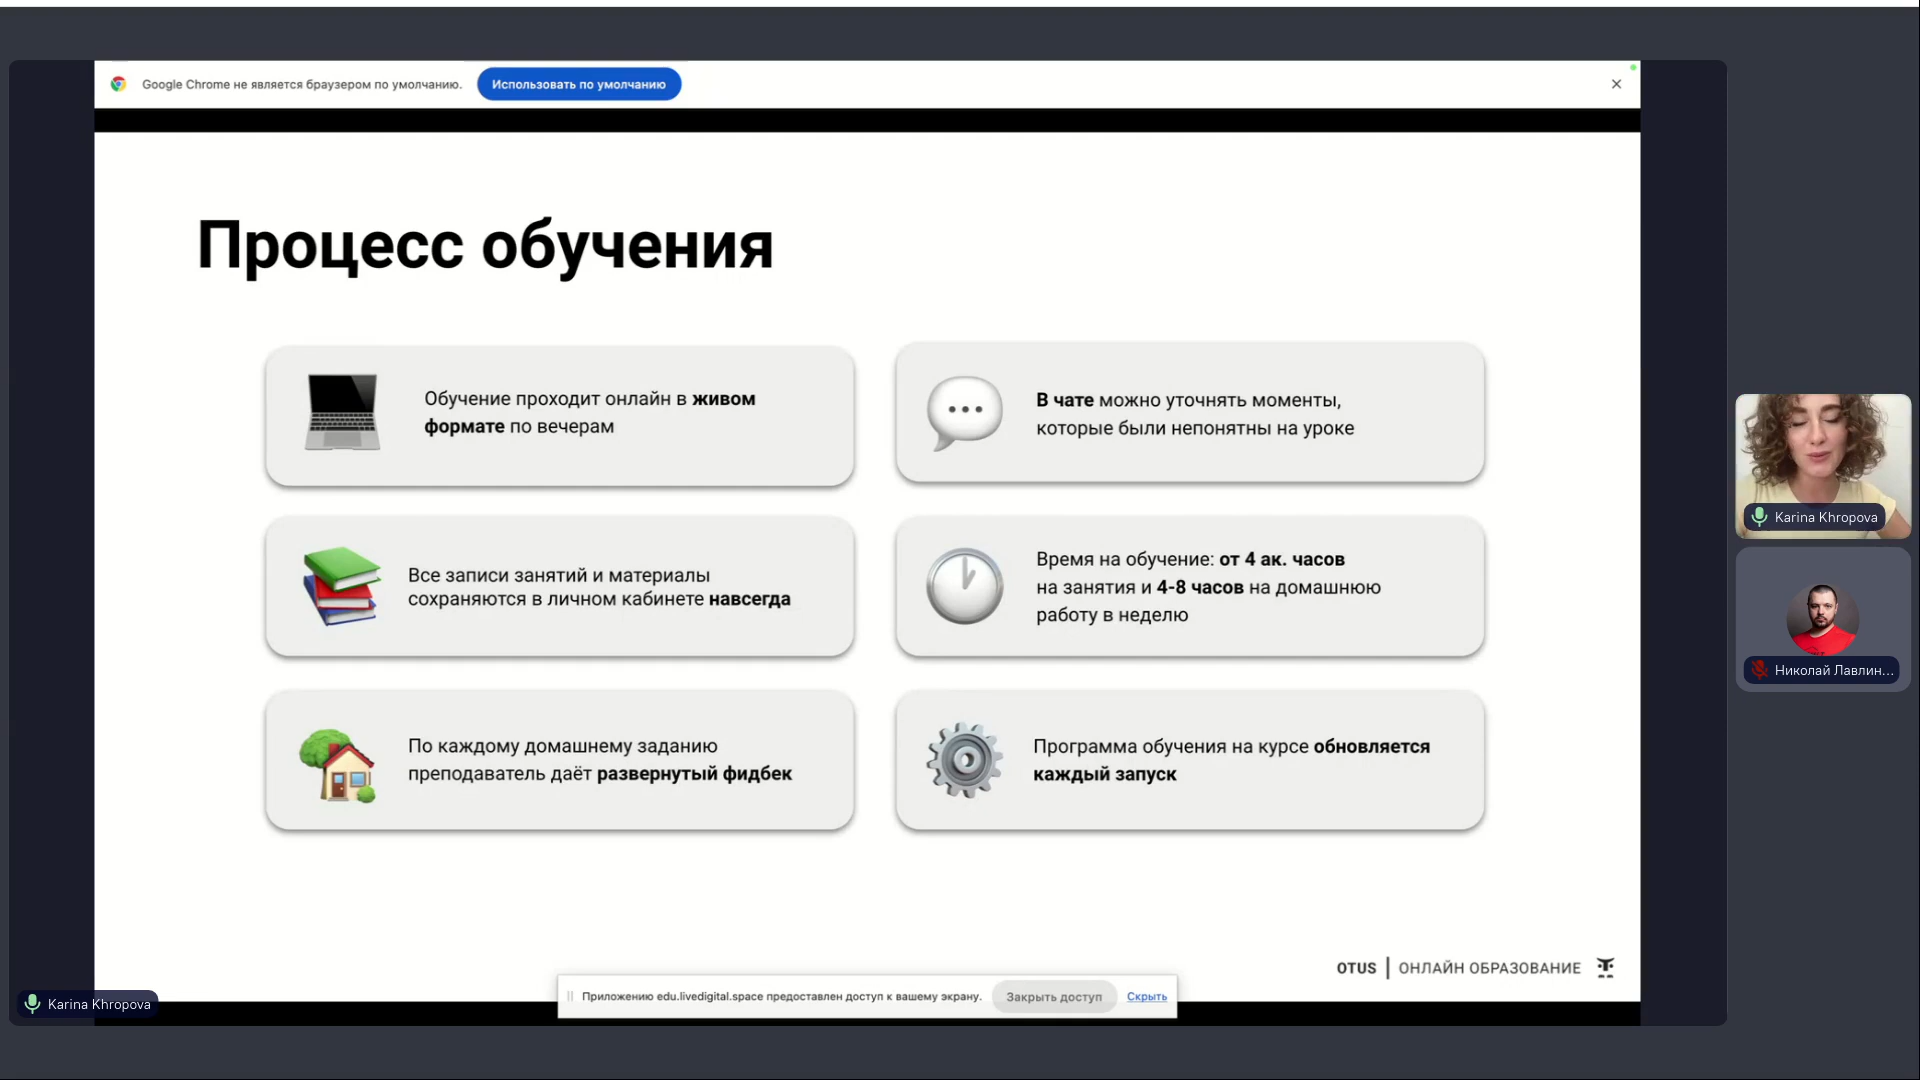 Google Chrome не является браузером по умолчанию.
Использовать по умолчанию
Процесс обучения
Обучение проходит онлайн в живом
формате по вечерам
В чате можно уточнять моменты,
которые были непонятны на уроке
Все записи занятий и материалы
сохраняются в личном кабинете навсегда
Время на обучение: от 4 ак. часов
на занятия и 4-8 часов на домашнюю
работу в неделю
По каждому домашнему заданию
преподаватель даёт развернутый фидбек
Программа обучения на курсе обновляется
каждый запуск
OTUS | ОНЛАЙН ОБРАЗОВАНИЕ
Приложению edu.livedigital.space предоставлен доступ к вашему экрану.
Закрыть доступ
Скрыть
Karina Khropova
Karina Khropova
Николай Лавлин...